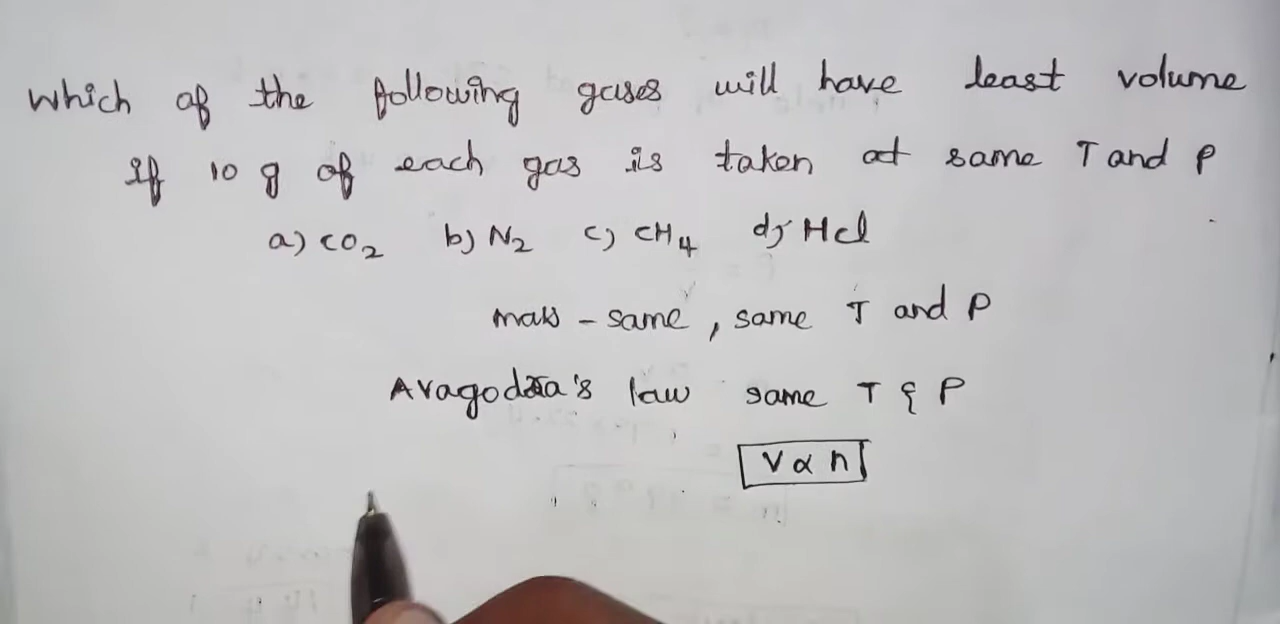 which of the following gases will have least volume
if 10 g of each gas is taken at same T and P
a) CO2 b) N2 c) CH4 d) HCl
mass - same, same T and P
law same T & P
V ∝ n